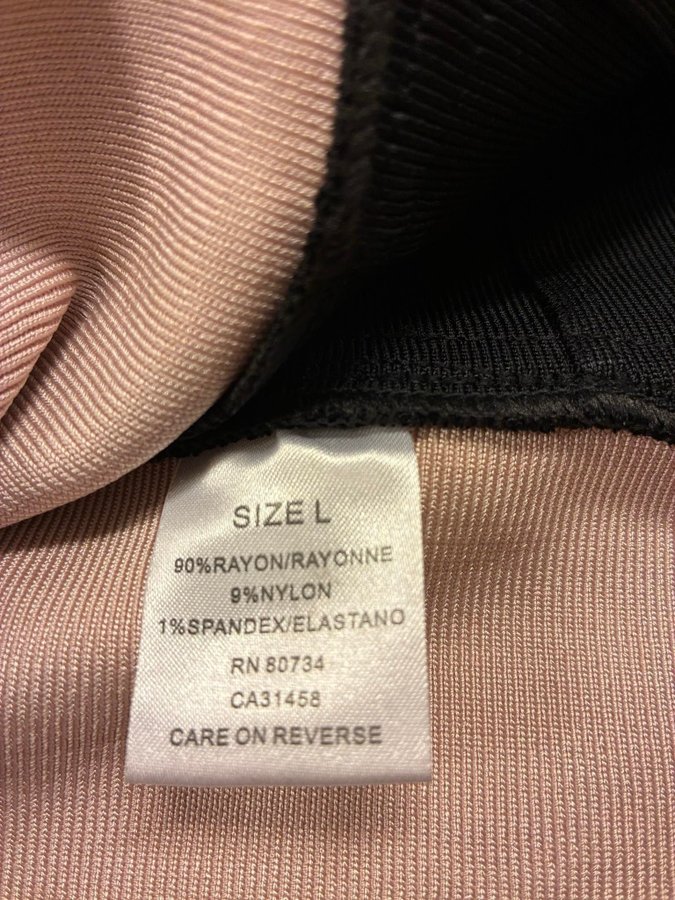 SIZE L
90%RAYON/RAYONNE
9%NYLON
1%SPANDEX/ELASTANO
RN 80734
CA31458
CARE ON REVERSE